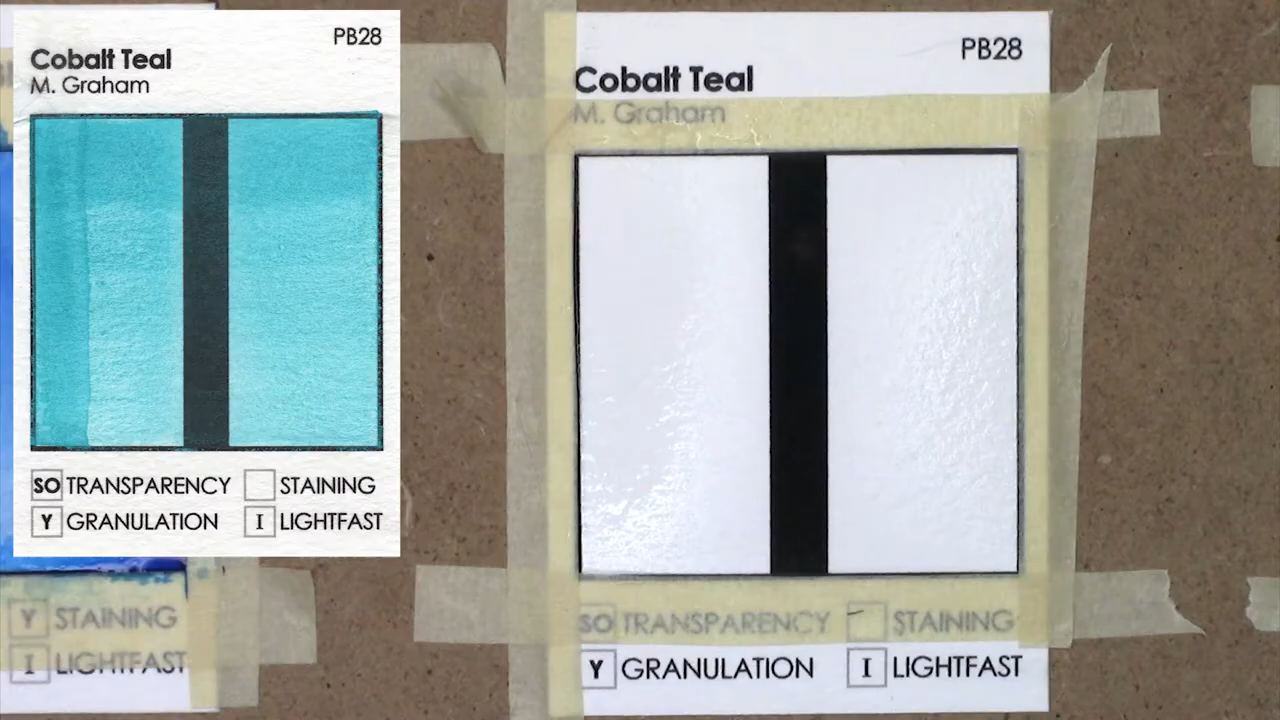 PB28
Cobalt Teal
M. Graham
SO TRANSPARENCY STAINING
Y GRANULATION I LIGHTFAST
PB28
Cobalt Teal
M. Graham
SO TRANSPARENCY STAINING
Y GRANULATION I LIGHTFAST
Y STAINING
I LIGHTFAST